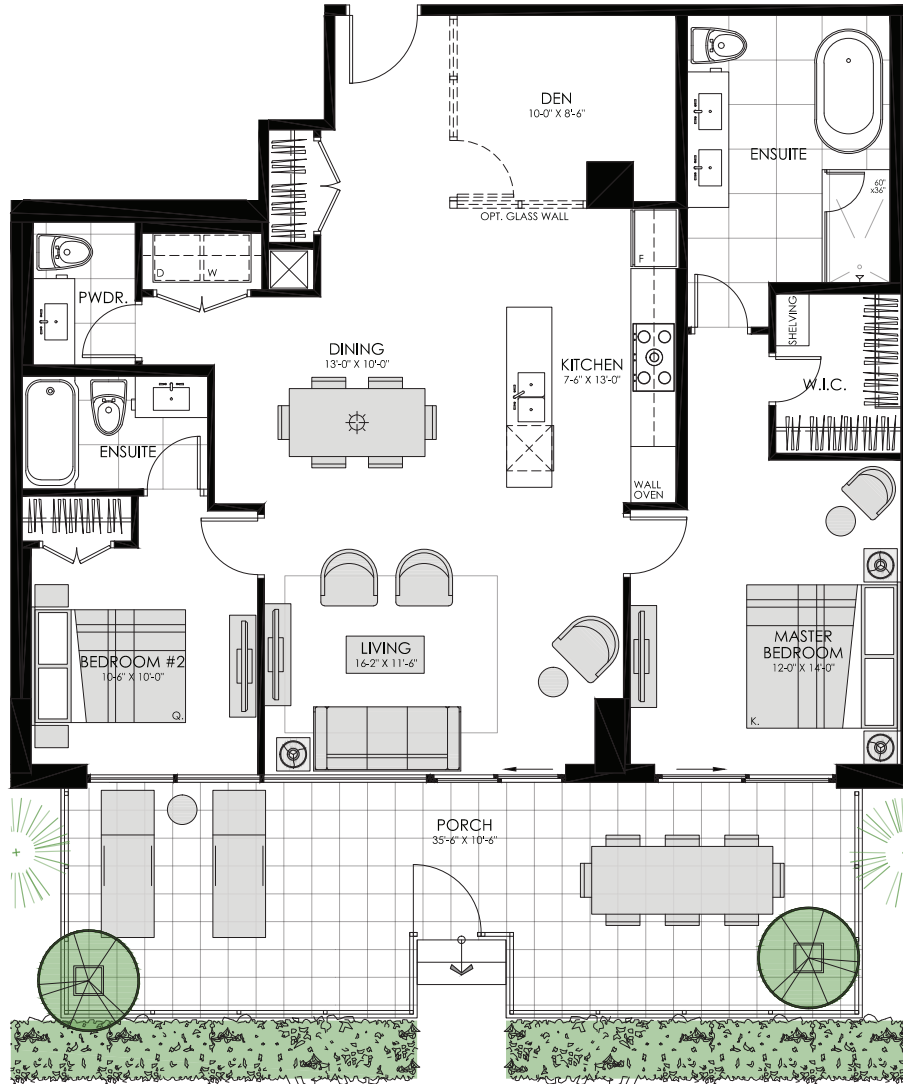 DEN
10-0" X 8'-6"
ENSUITE
60"
x36"
OPT. GLASS WALL
F
D
W
PWDR.
SHELVING
DINING
13'-0" X 10'-0"
KITCHEN
7'-6" X 13'-0"
W.I.C.
ENSUITE
WALL
OVEN
LIVING
16'-2" X 11'-6"
MASTER
BEDROOM
12'-0" X 14'-0"
BEDROOM #2
10'-6" X 10'-0"
Q.
K.
PORCH
35'-6" X 10'-6"